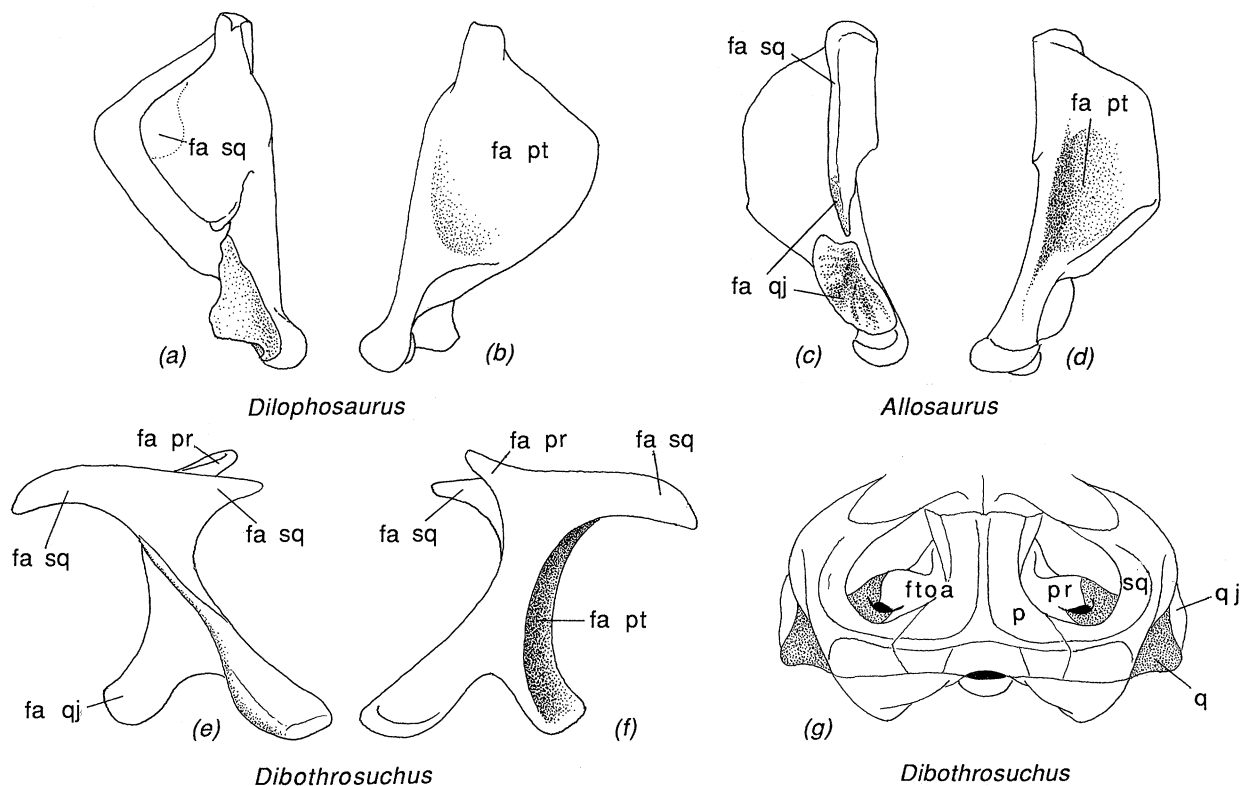 fa sq
fa pt
fa sq
fa pt
fa qj
(a)
(b)
(c)
(d)
Dilophosaurus
Allosaurus
fa pr
fa pr
fa sq
fa sq
fa sq
fa sq
fa pt
fa qj
(e)
(f)
ftoa
pr
sq
p
qj
q
(g)
Dibothrosuchus
Dibothrosuchus